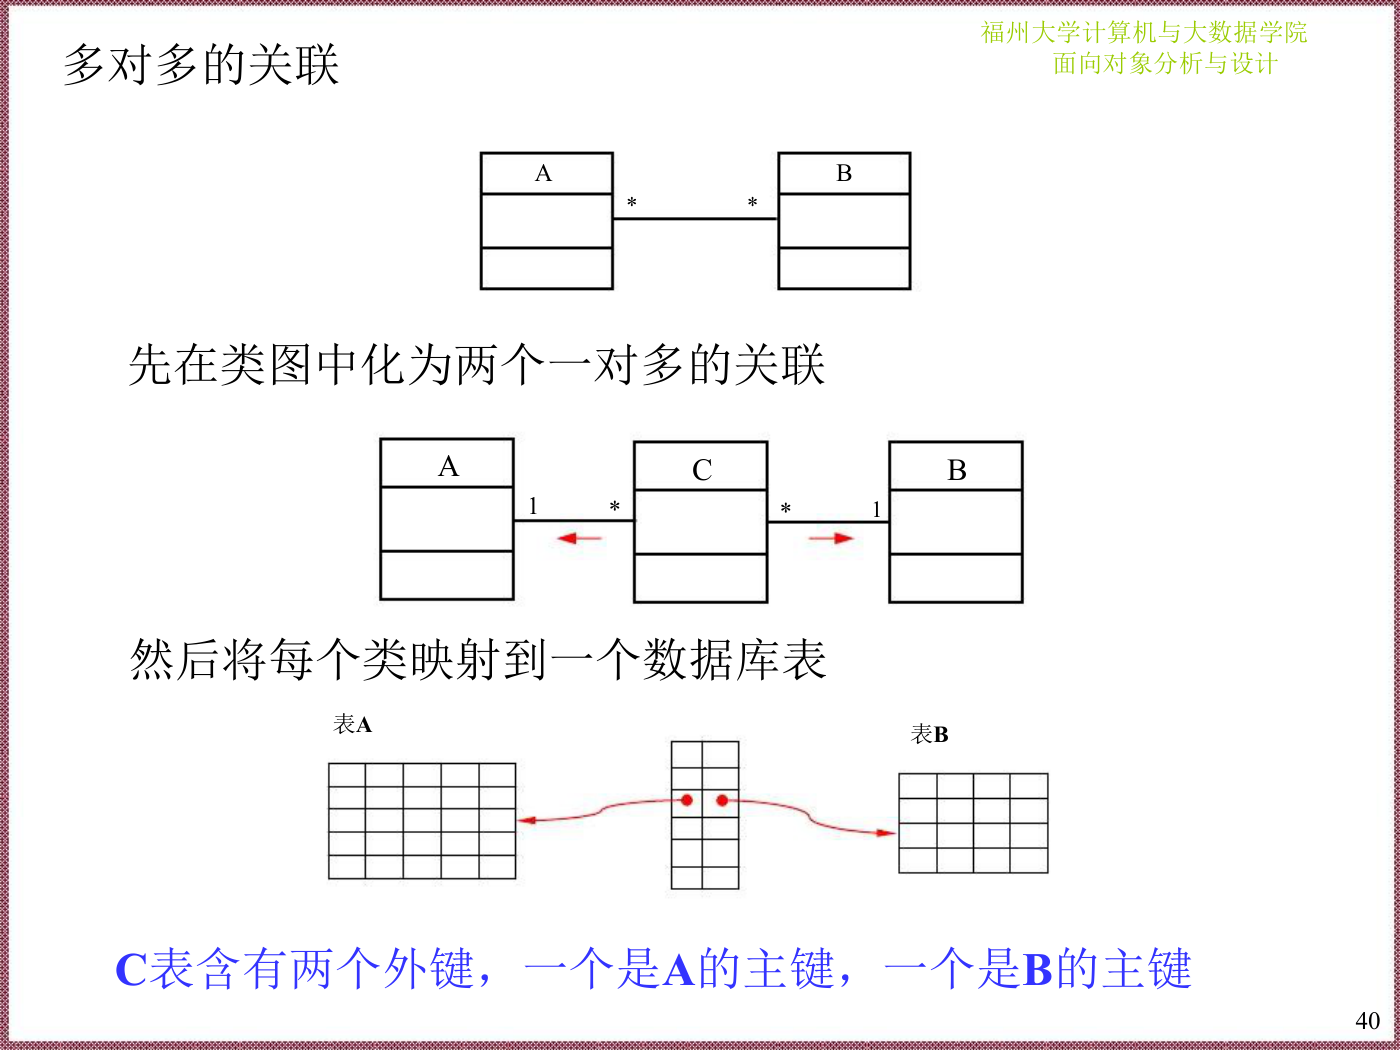 福州大学计算机与大数据学院
面向对象分析与设计
多对多的关联
A
B
*
*
先在类图中化为两个一对多的关联
A
C
B
1
*
*
1
然后将每个类映射到一个数据库表
表A
表B
C表含有两个外键，一个是A的主键，一个是B的主键
40